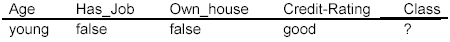 Age Has_Job Own_house Credit-Rating Class
young false false good ?